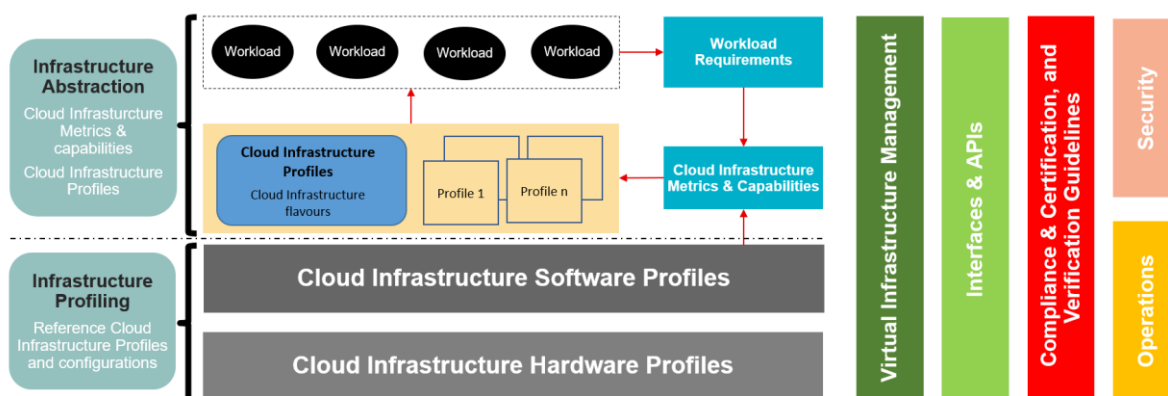 Infrastructure
Abstraction
Cloud Infrasturcture
Metrics &
capabilities
Cloud Infrastructure
Profiles
Workload
Workload
Workload
Workload
Workload
Requirements
Cloud Infrastructure
Profiles
Cloud Infrastructure
flavours
Profile 1
Profile n
Cloud Infrastructure
Metrics & Capabilities
Infrastructure
Profiling
Reference Cloud
Infrastructure Profiles
and configurations
Cloud Infrastructure Software Profiles
Cloud Infrastructure Hardware Profiles
Virtual Infrastructure Management
Interfaces & APIs
Compliance & Certification, and
Verification Guidelines
Security
Operations